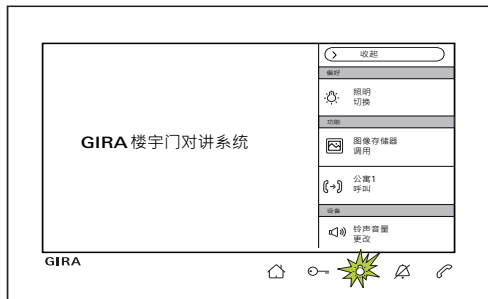 收起
偏好
照明
切换
功能
图像存储器
调用
公寓1
呼叫
设备
铃声音量
更改
GIRA 楼宇门对讲系统
GIRA